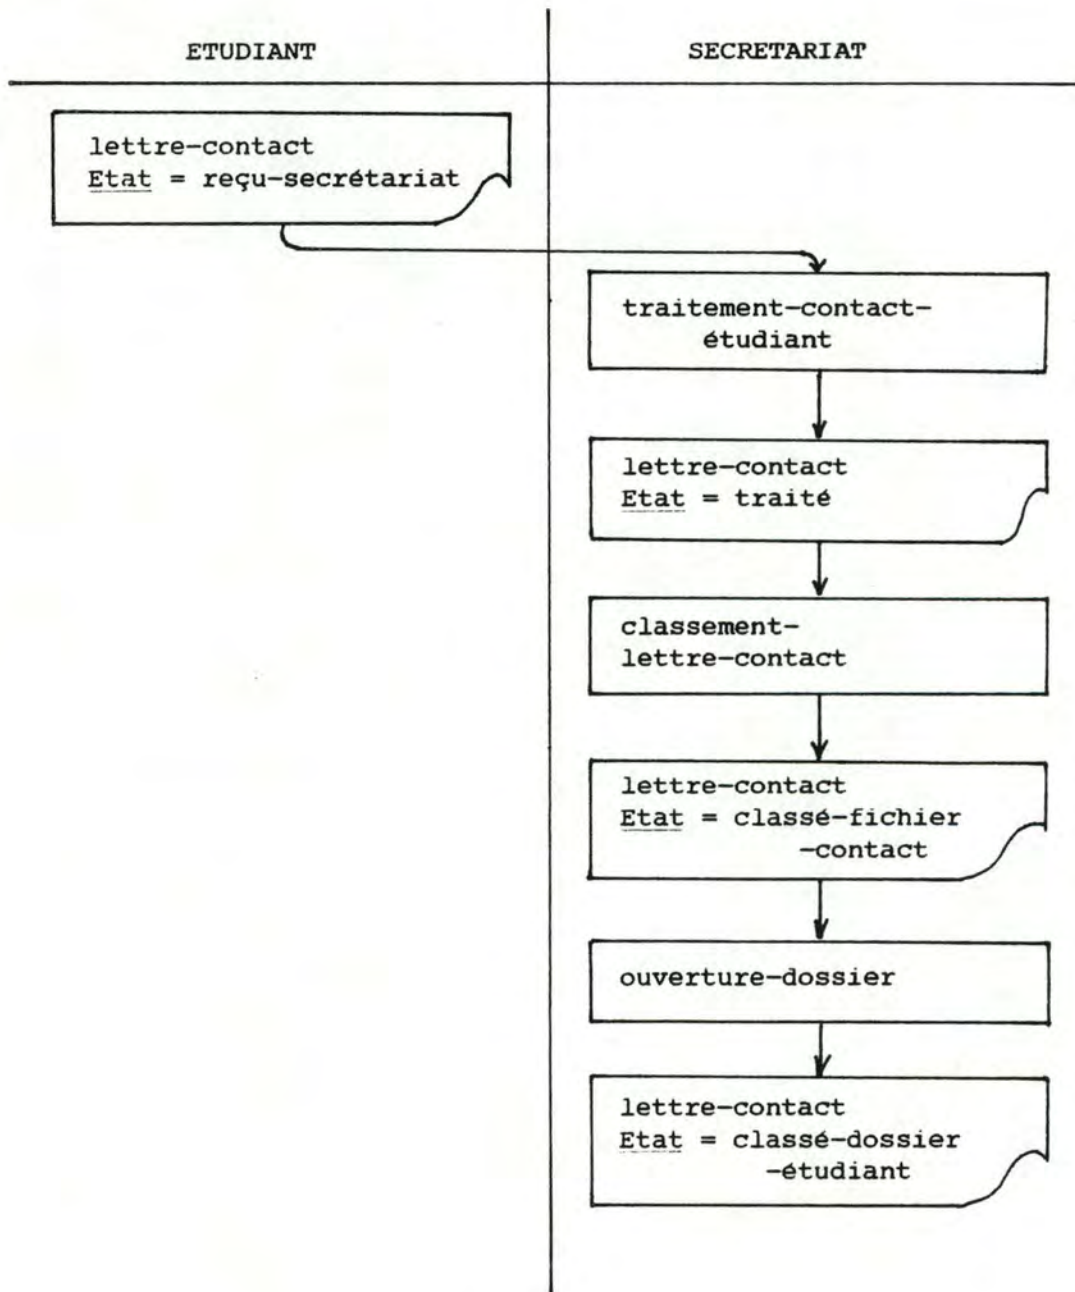 ETUDIANT
SECRETARIAT
lettre-contact
Etat = reçu-secrétariat
traitement-contact-
étudiant
lettre-contact
Etat = traité
classement-
lettre-contact
lettre-contact
Etat = classé-fichier
-contact
ouverture-dossier
lettre-contact
Etat = classé-dossier
-étudiant